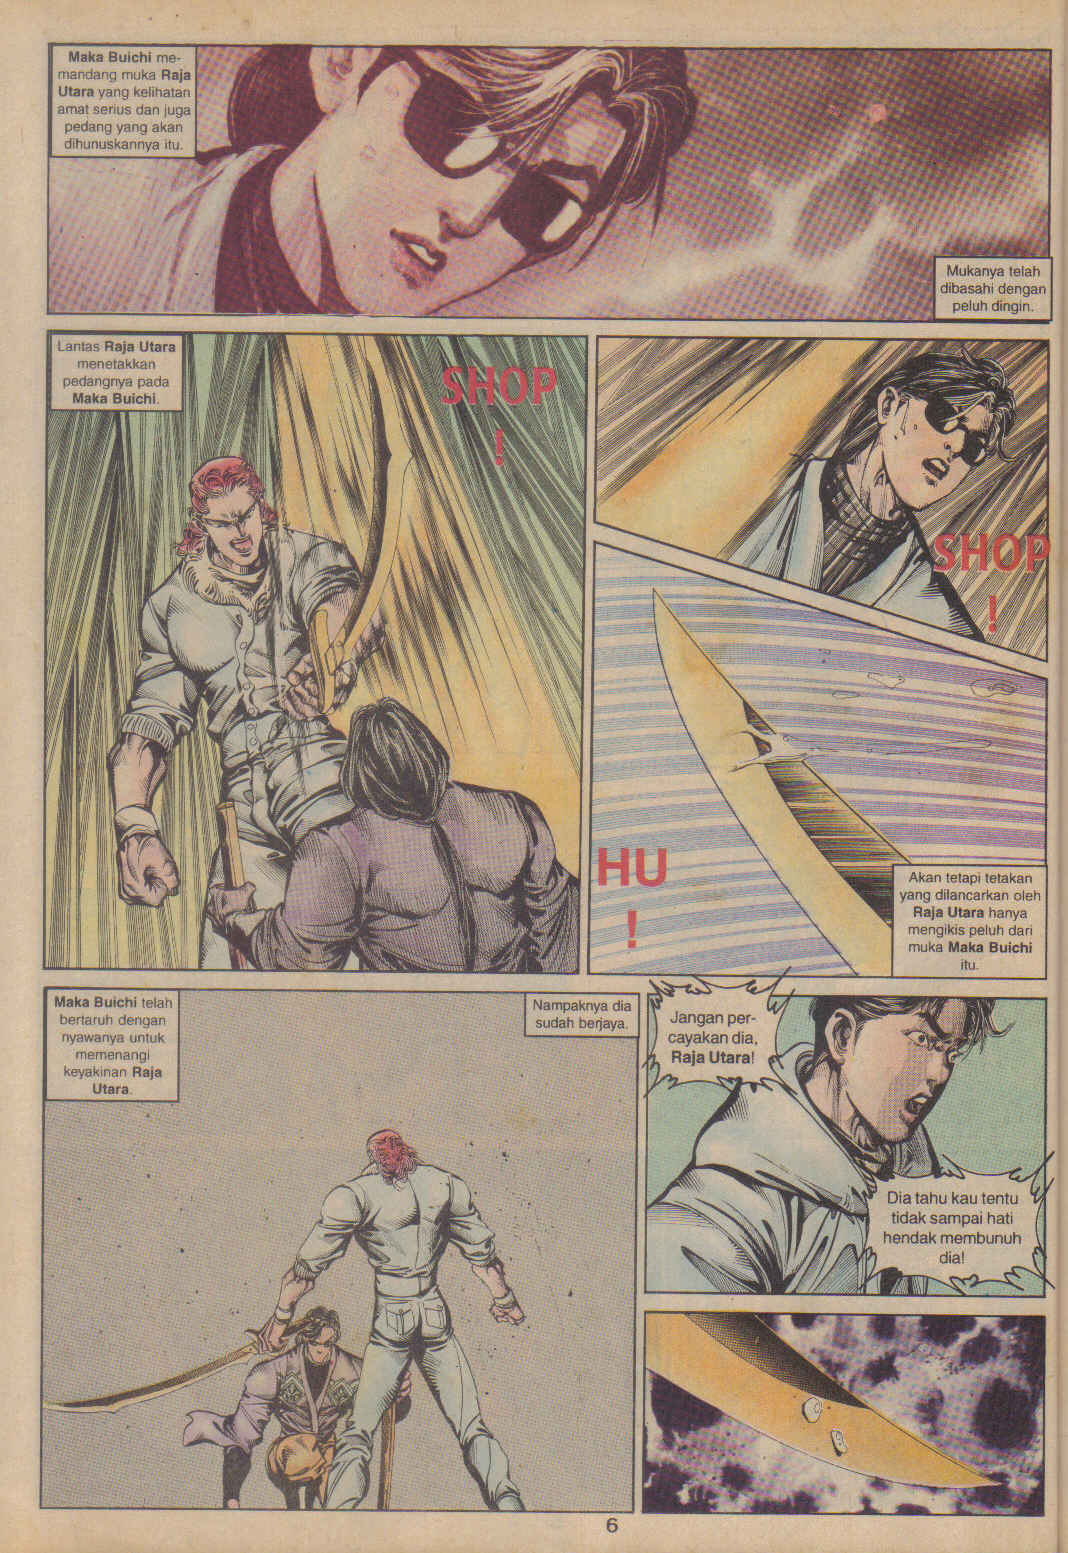 Maka Buichi me-
mandang muka Raja
Utara yang kelihatan
amat serius dan juga
pedang yang akan
dihunuskannya itu.
Mukanya telah
dibasahi dengan
peluh dingin.
Lantas Raja Utara
menetakkan
pedangnya pada
Maka Buichi.
SHOP
!
SHOP
!
HU
!
Akan tetapi tetakan
yang dilancarkan oleh
Raja Utara hanya
mengikis peluh dari
muka Maka Buichi
itu.
Maka Buichi telah
bertaruh dengan
nyawanya untuk
memenangi
keyakinan Raja
Utara.
Nampaknya dia
sudah berjaya.
Jangan per-
cayakan dia,
Raja Utara!
Dia tahu kau tentu
tidak sampai hati
hendak membunuh
dia!
6